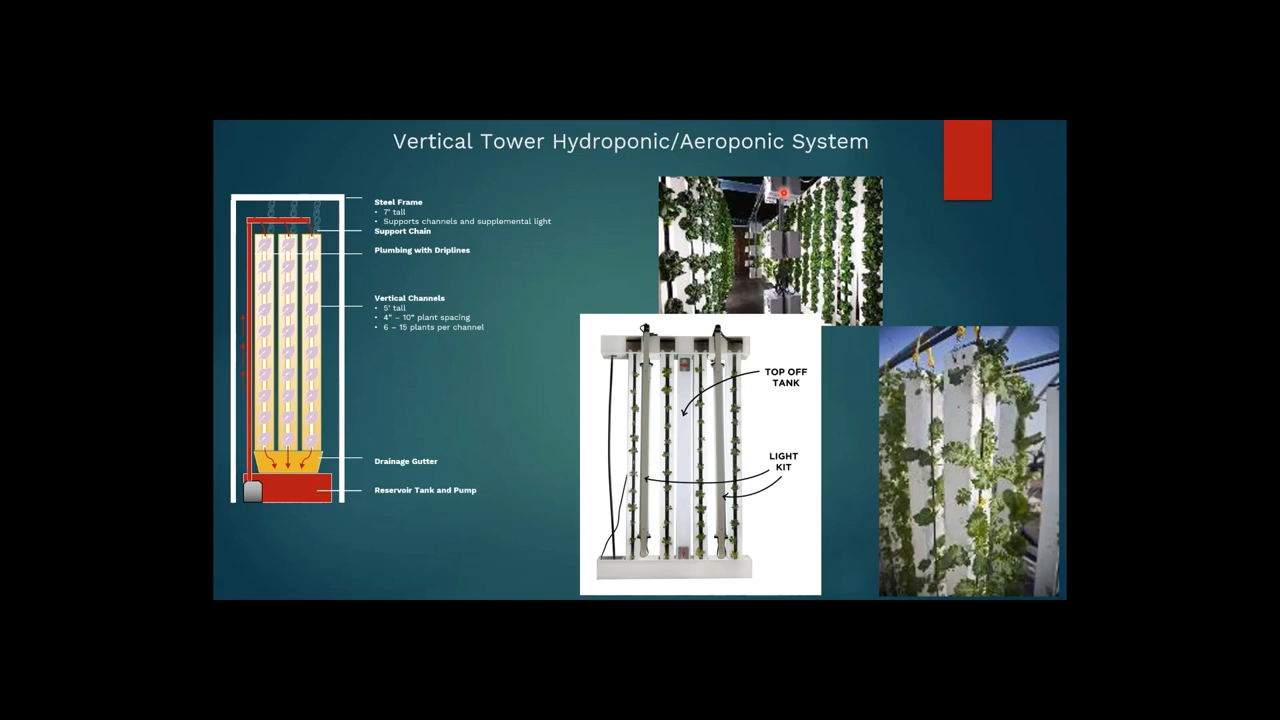 Vertical Tower Hydroponic/Aeroponic System
Steel Frame
• 7' tall
• Supports channels and supplemental light
Support Chain
Plumbing with Driplines
Vertical Channels
• 5' tall
• 4" – 10" plant spacing
• 6 – 15 plants per channel
Drainage Gutter
Reservoir Tank and Pump
TOP OFF
TANK
LIGHT
KIT